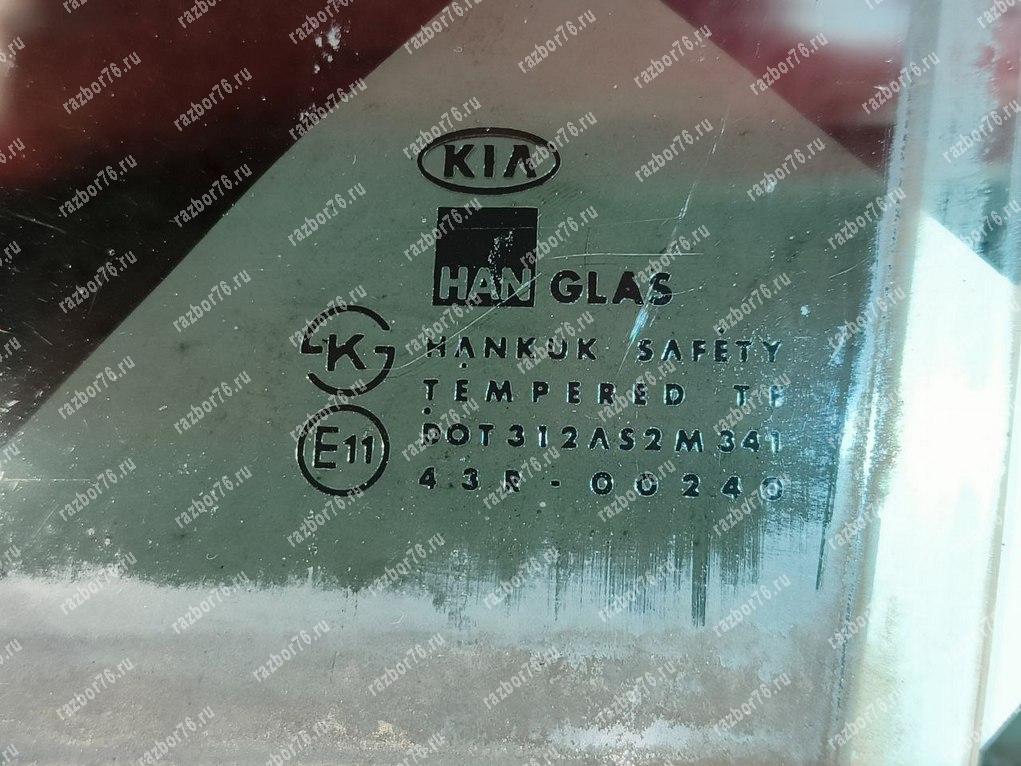 KIA
HAN GLAS
K HANKUK SAFETY
TEMPERED
E11 DOT312AS2M341
43R-00240
razbor76.ru